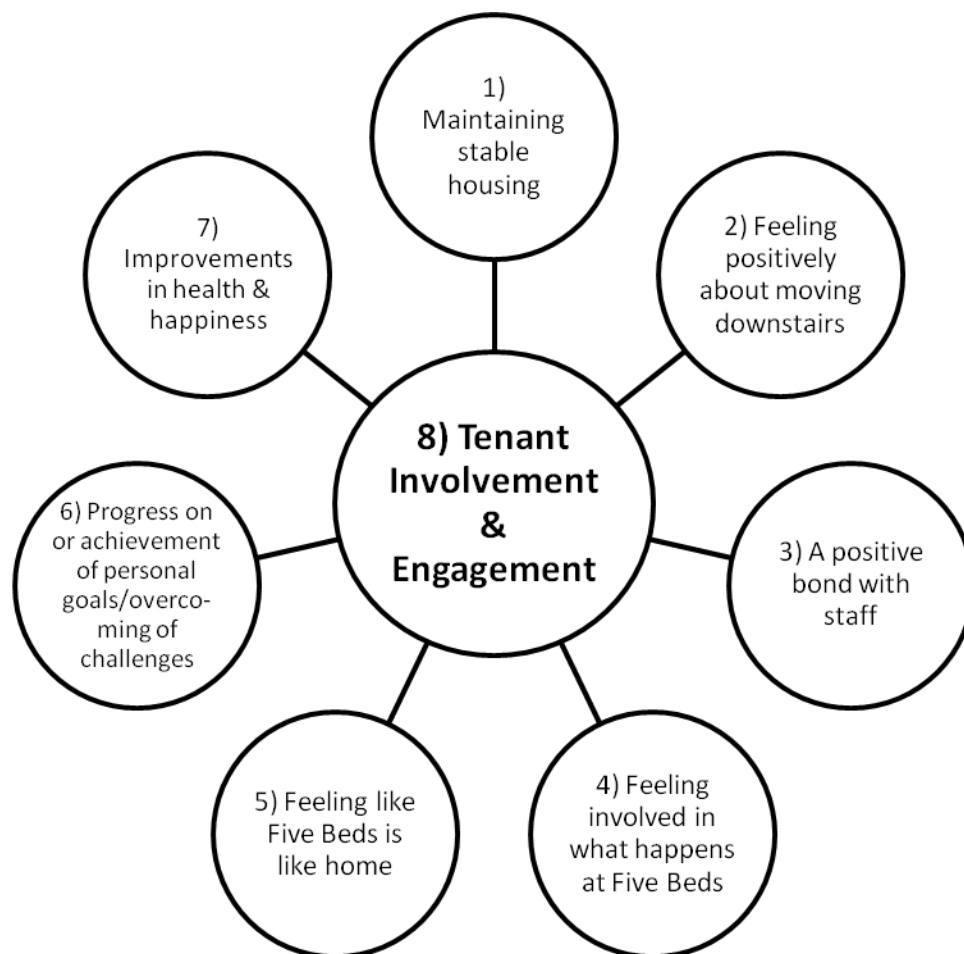 1)
Maintaining
stable
housing
2) Feeling
positively
about moving
downstairs
3) A positive
bond with
staff
4) Feeling
involved in
what happens
at Five Beds
5) Feeling like
Five Beds is
like home
6) Progress on
or achievement
of personal
goals/overco-
ming of
challenges
7)
Improvements
in health &
happiness
8) Tenant
Involvement
&
Engagement